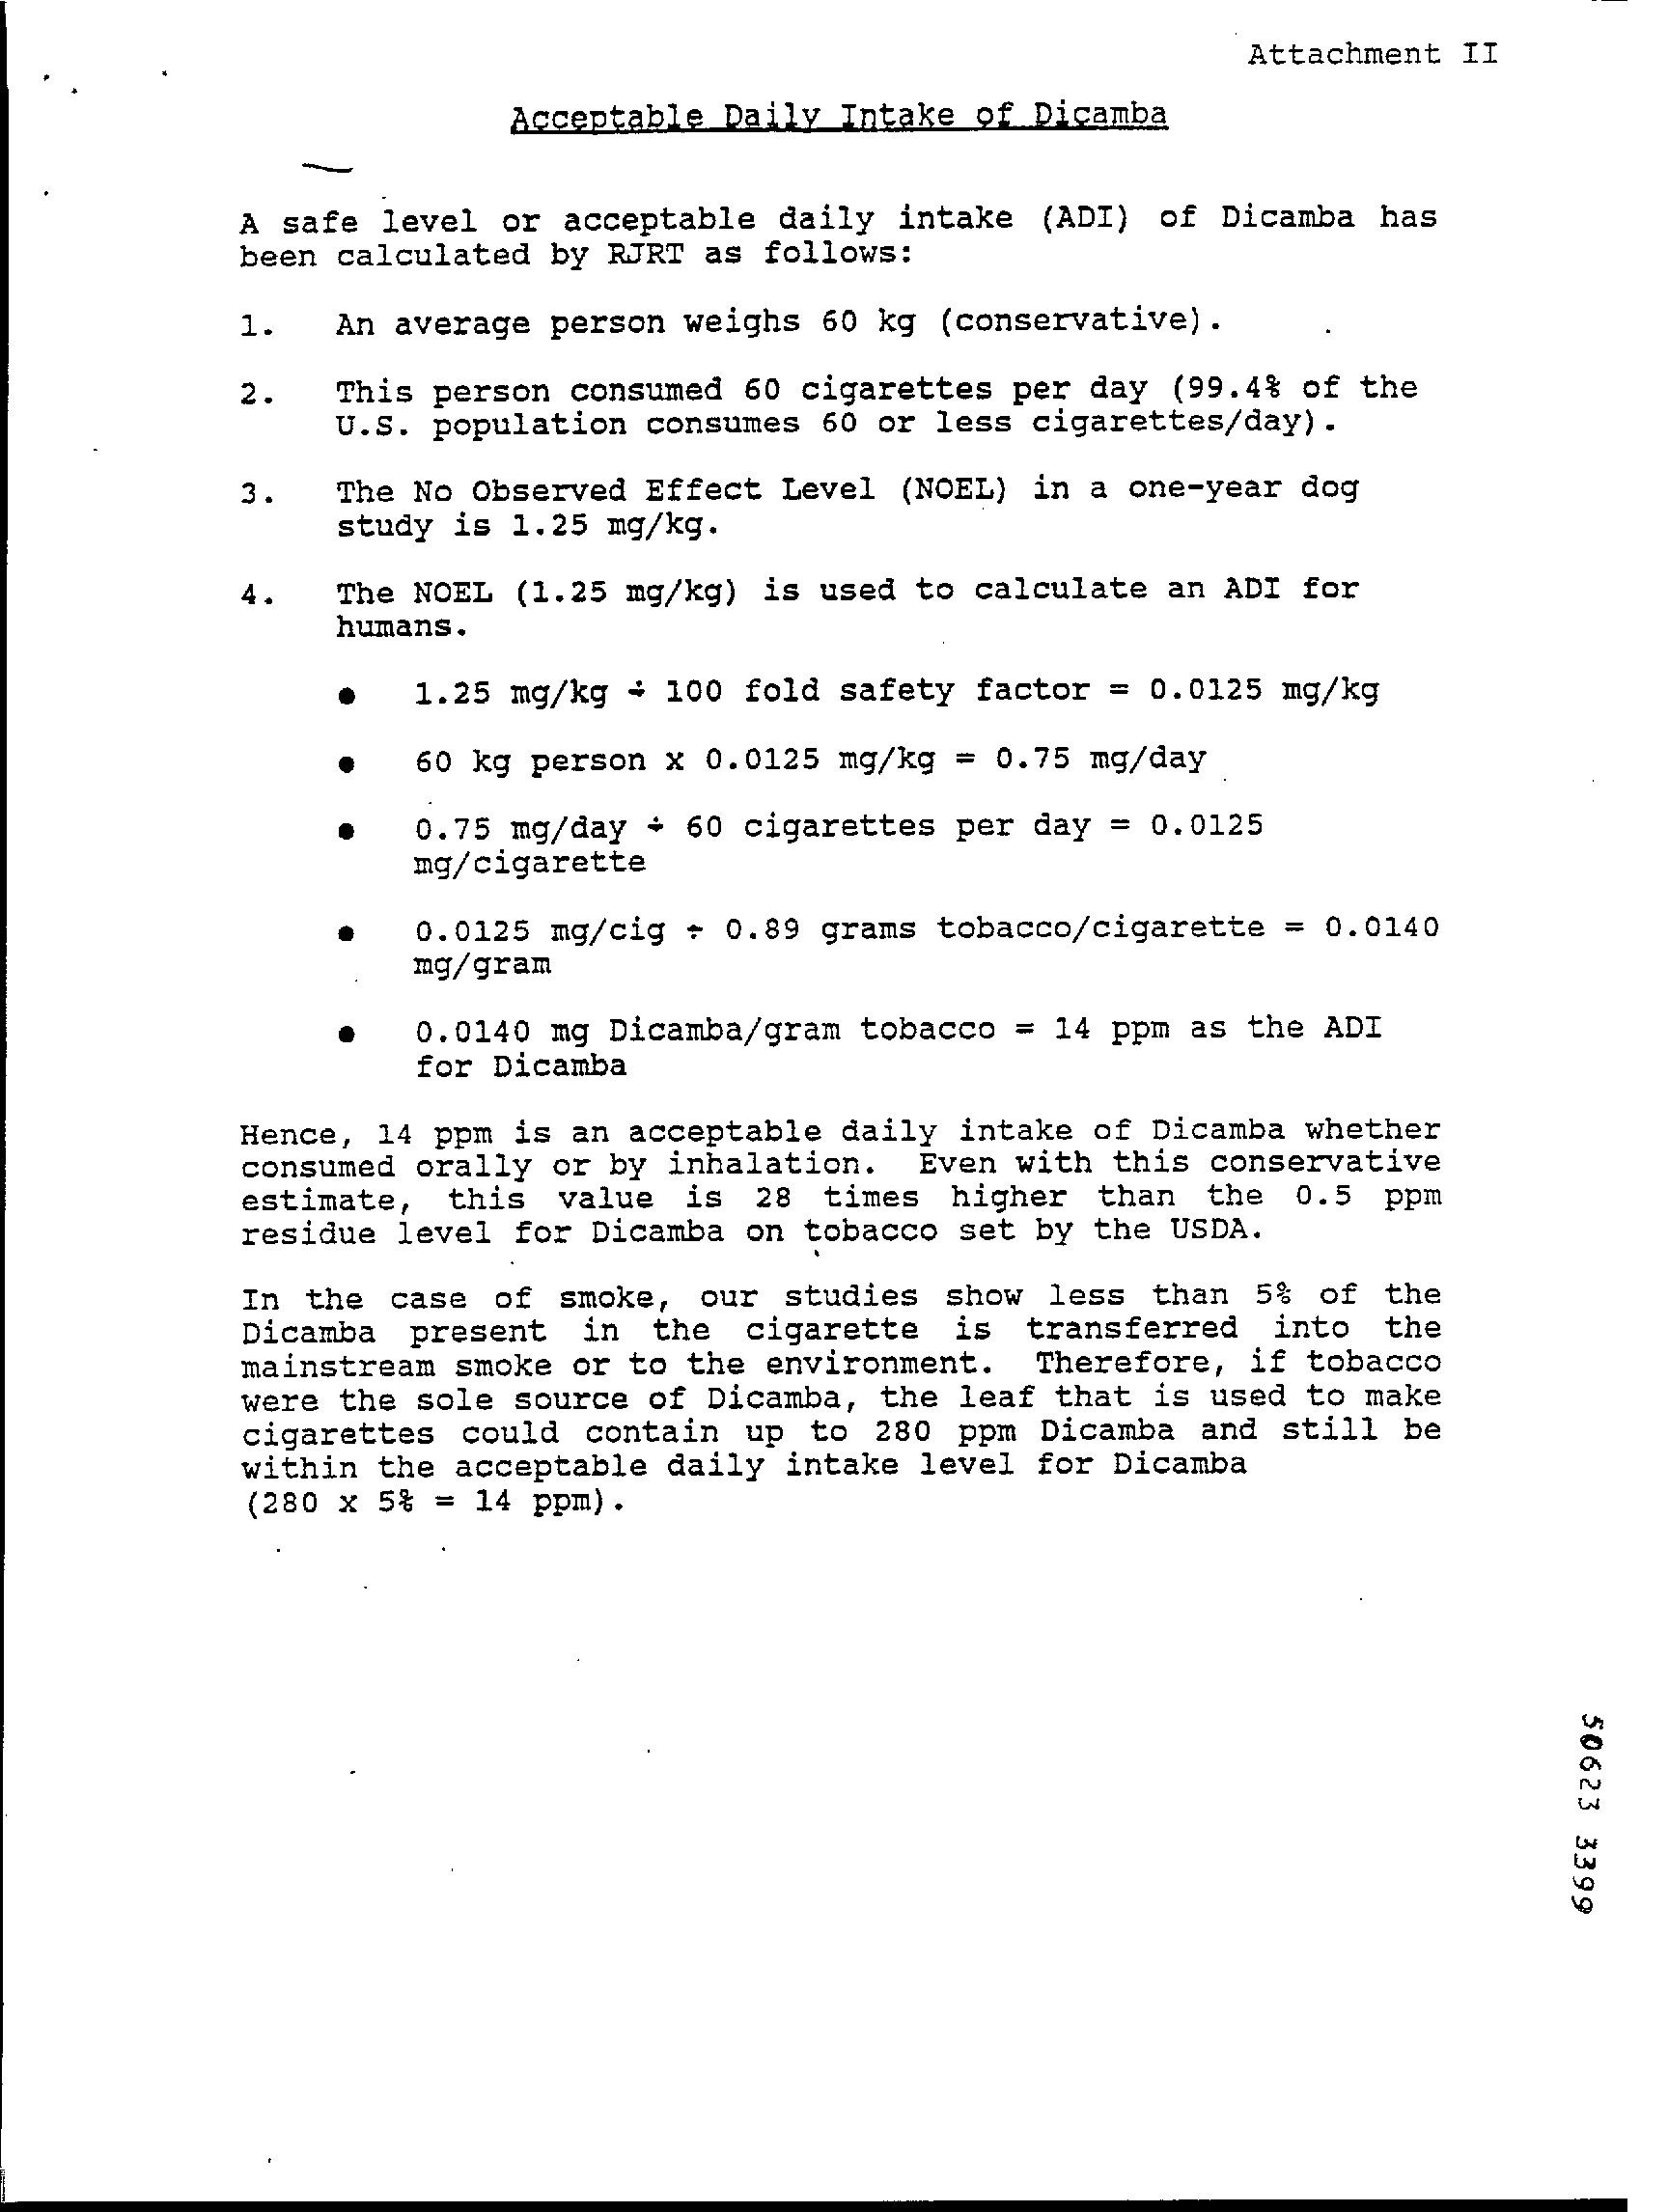 Attachment II
Acceptable Daily Intake of Dicamba
A safe level or acceptable daily intake (ADI) of Dicamba has
been calculated by RJRT as follows:
1. An average person weighs 60 kg (conservative).
2. This person consumed 60 cigarettes per day (99.4% of the
U.S. population consumes 60 or less cigarettes/day).
3. The No Observed Effect Level (NOEL) in a one-year dog
study is 1.25 mg/kg.
4. The NOEL (1.25 mg/kg) is used to calculate an ADI for
humans.
● 1.25 mg/kg ÷ 100 fold safety factor = 0.0125 mg/kg
● 60 kg person x 0.0125 mg/kg = 0.75 mg/day
● 0.75 mg/day ÷ 60 cigarettes per day = 0.0125
mg/cigarette
● 0.0125 mg/cig ÷ 0.89 grams tobacco/cigarette = 0.0140
mg/gram
● 0.0140 mg Dicamba/gram tobacco = 14 ppm as the ADI
for Dicamba
Hence, 14 ppm is an acceptable daily intake of Dicamba whether
consumed orally or by inhalation. Even with this conservative
estimate, this value is 28 times higher than the 0.5 ppm
residue level for Dicamba on tobacco set by the USDA.
In the case of smoke, our studies show less than 5% of the
Dicamba present in the cigarette is transferred into the
mainstream smoke or to the environment. Therefore, if tobacco
were the sole source of Dicamba, the leaf that is used to make
cigarettes could contain up to 280 ppm Dicamba and still be
within the acceptable daily intake level for Dicamba
(280 x 5% = 14 ppm).
50623 3399